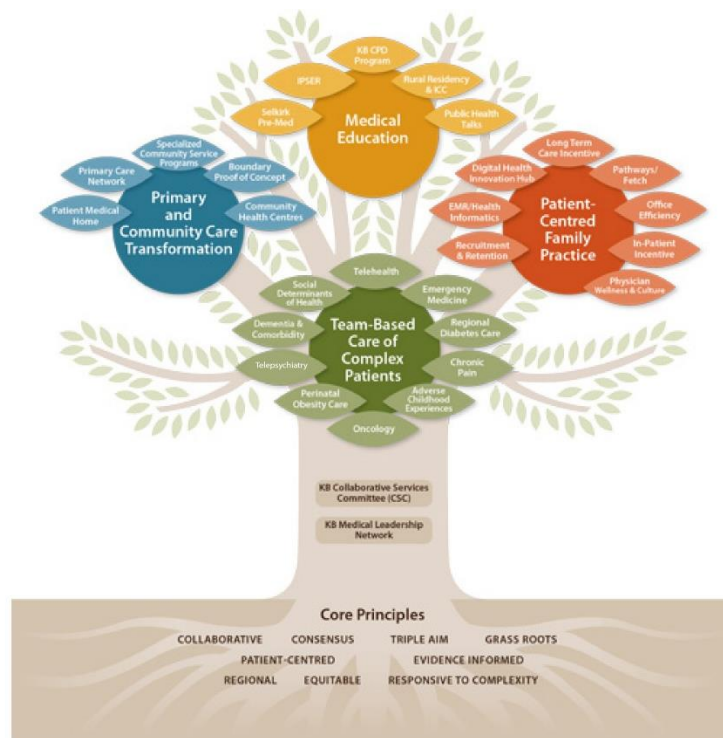 KB CPD
Program
IPSER
Rural Residency
& ICC
Selkirk
Pre-Med
Public Health
Talks
Medical
Education
Specialized
Community Service
Programs
Primary Care
Network
Boundary
Proof of Concept
Patient Medical
Home
Community
Health Centres
Primary
and
Community Care
Transformation
Long Term
Care Incentive
Digital Health
Innovation Hub
Pathways/
Fetch
EMR/Health
Informatics
Office
Efficiency
Recruitment
& Retention
In-Patient
Incentive
Physician
Wellness & Culture
Patient-
Centred
Family
Practice
Telehealth
Social
Determinants
of Health
Emergency
Medicine
Dementia &
Comorbidity
Regional
Diabetes Care
Telepsychiatry
Chronic
Pain
Perinatal
Obesity Care
Adverse
Childhood
Experiences
Oncology
Team-Based
Care of
Complex
Patients
KB Collaborative Services
Committee (CSC)
KB Medical Leadership
Network
Core Principles
COLLABORATIVE CONSENSUS TRIPLE AIM GRASS ROOTS
PATIENT-CENTRED EVIDENCE INFORMED
REGIONAL EQUITABLE RESPONSIVE TO COMPLEXITY